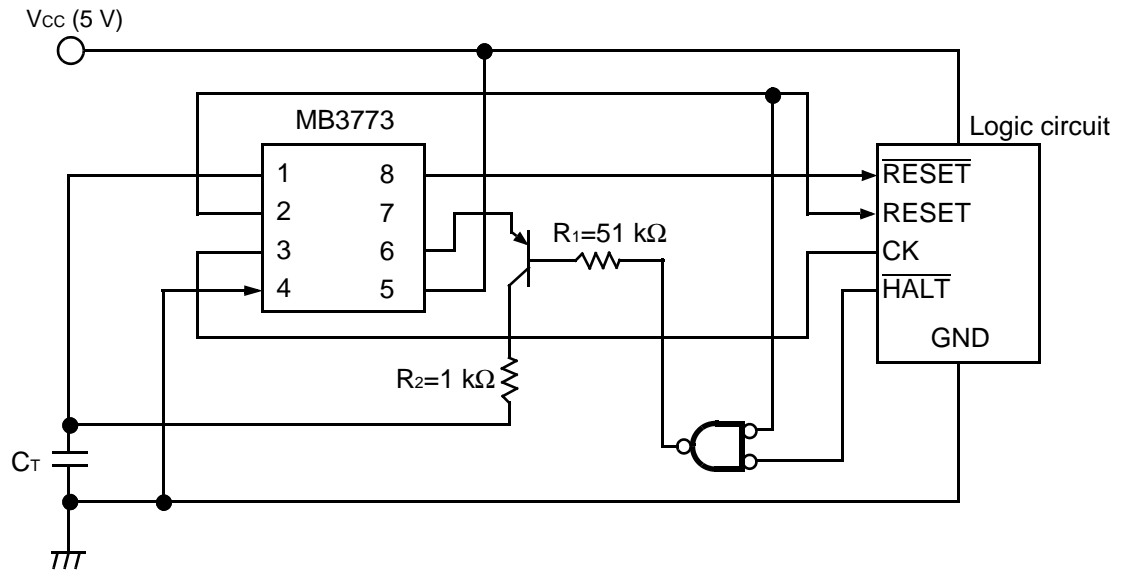 VCC (5 V)
MB3773
Logic circuit
1 8
2 7
3 6
4 5
RESET
RESET
CK
HALT
GND
R1=51 kΩ
R2=1 kΩ
CT